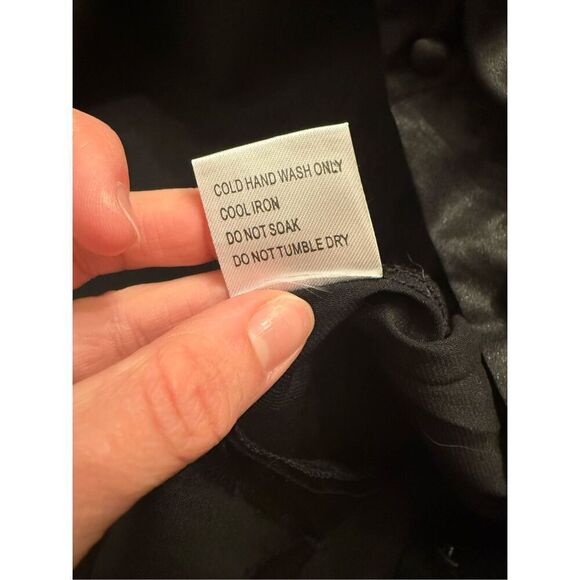 COLD HAND WASH ONLY
COOL IRON
DO NOT SOAK
DO NOT TUMBLE DRY